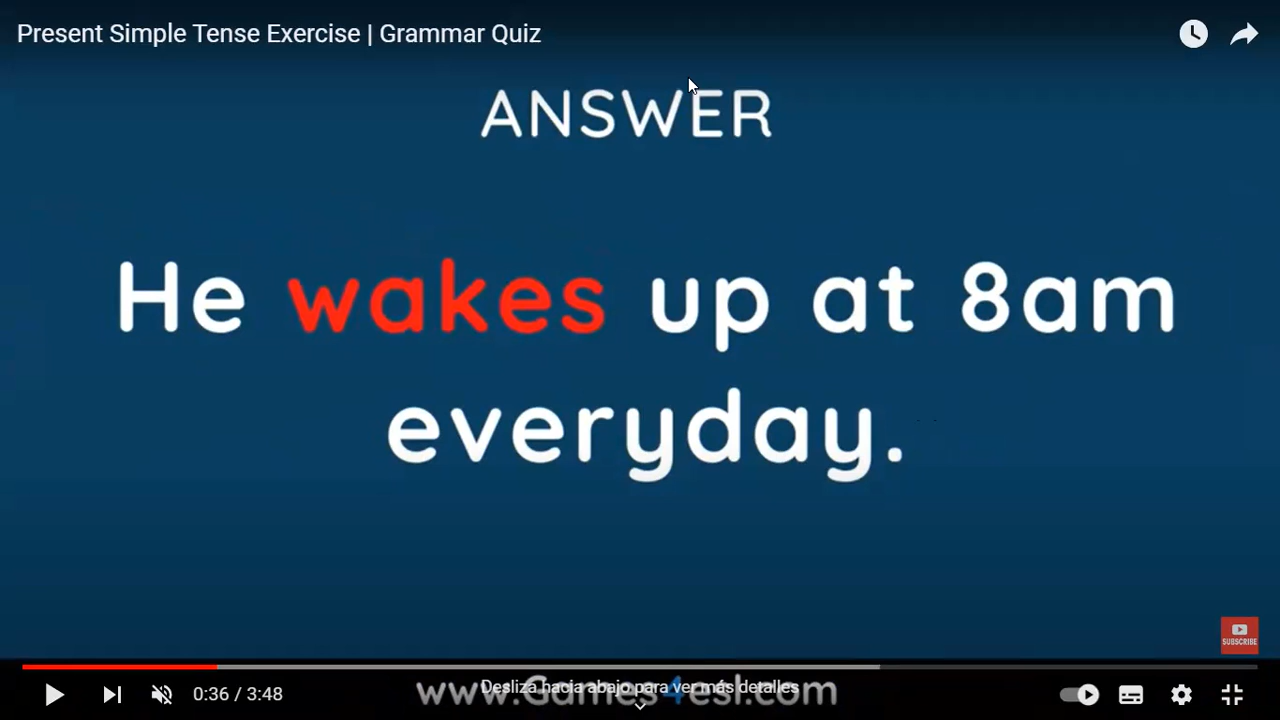 Present Simple Tense Exercise | Grammar Quiz
ANSWER
He wakes up at 8am
everyday.
SUBSCRIBE
0:36 / 3:48
www.Games4esl.com
Desliza hacia abajo para ver más detalles